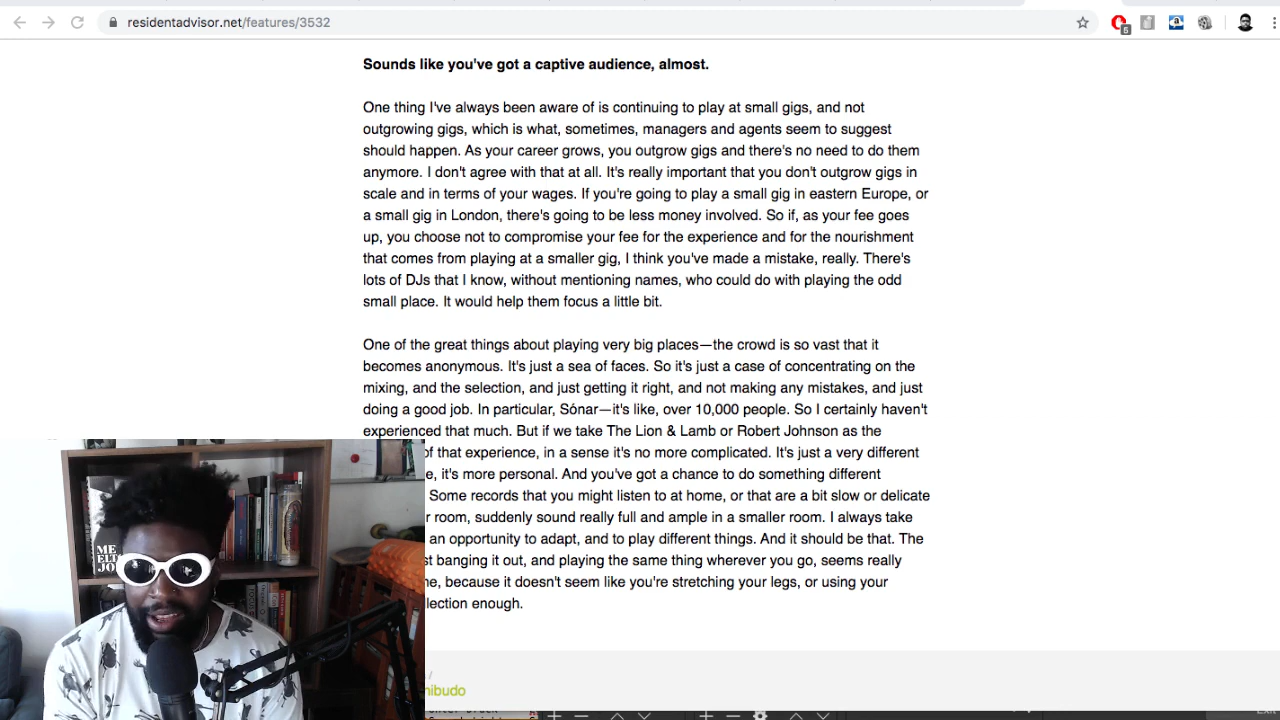 residentadvisor.net/features/3532
5
Sounds like you've got a captive audience, almost.
One thing I've always been aware of is continuing to play at small gigs, and not
outgrowing gigs, which is what, sometimes, managers and agents seem to suggest
should happen. As your career grows, you outgrow gigs and there's no need to do them
anymore. I don't agree with that at all. It's really important that you don't outgrow gigs in
scale and in terms of your wages. If you're going to play a small gig in eastern Europe, or
a small gig in London, there's going to be less money involved. So if, as your fee goes
up, you choose not to compromise your fee for the experience and for the nourishment
that comes from playing at a smaller gig, I think you've made a mistake, really. There's
lots of DJs that I know, without mentioning names, who could do with playing the odd
small place. It would help them focus a little bit.
One of the great things about playing very big places—the crowd is so vast that it
becomes anonymous. It's just a sea of faces. So it's just a case of concentrating on the
mixing, and the selection, and just getting it right, and not making any mistakes, and just
doing a good job. In particular, Sónar—it's like, over 10,000 people. So I certainly haven't
experienced that much. But if we take The Lion & Lamb or Robert Johnson as the
of that experience, in a sense it's no more complicated. It's just a very different
e, it's more personal. And you've got a chance to do something different
Some records that you might listen to at home, or that are a bit slow or delicate
r room, suddenly sound really full and ample in a smaller room. I always take
an opportunity to adapt, and to play different things. And it should be that. The
st banging it out, and playing the same thing wherever you go, seems really
ne, because it doesn't seem like you're stretching your legs, or using your
lection enough.
/
nibudo
ME
ELT
JO